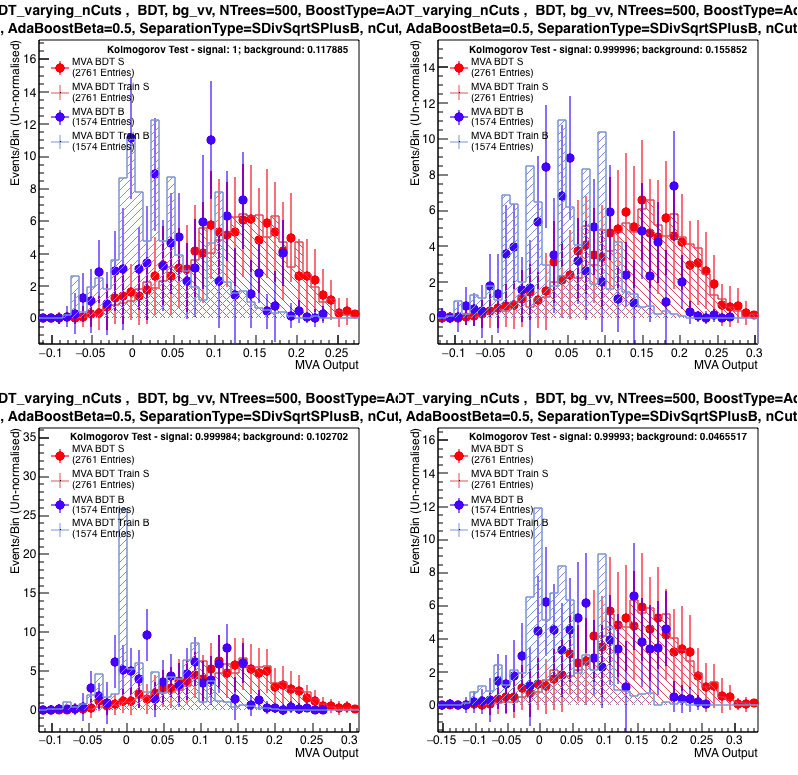 DT_varying_nCuts ,  BDT, bg_vv, NTrees=500, BoostType=Ad
, AdaBoostBeta=0.5, SeparationType=SDivSqrtSPlusB, nCut
Kolmogorov Test - signal: 1; background: 0.117885
MVA BDT S
(2761 Entries)
MVA BDT Train S
(2761 Entries)
MVA BDT B
(1574 Entries)
MVA BDT Train B
(1574 Entries)
Events/Bin (Un-normalised)
16
14
12
10
8
6
4
2
0
−0.1 −0.05 0 0.05 0.1 0.15 0.2 0.25
MVA Output
DT_varying_nCuts ,  BDT, bg_vv, NTrees=500, BoostType=Ad
, AdaBoostBeta=0.5, SeparationType=SDivSqrtSPlusB, nCut
Kolmogorov Test - signal: 0.999996; background: 0.155852
MVA BDT S
(2761 Entries)
MVA BDT Train S
(2761 Entries)
MVA BDT B
(1574 Entries)
MVA BDT Train B
(1574 Entries)
Events/Bin (Un-normalised)
14
12
10
8
6
4
2
0
−0.1 −0.05 0 0.05 0.1 0.15 0.2 0.25 0.3
MVA Output
DT_varying_nCuts ,  BDT, bg_vv, NTrees=500, BoostType=Ad
, AdaBoostBeta=0.5, SeparationType=SDivSqrtSPlusB, nCut
Kolmogorov Test - signal: 0.999984; background: 0.102702
MVA BDT S
(2761 Entries)
MVA BDT Train S
(2761 Entries)
MVA BDT B
(1574 Entries)
MVA BDT Train B
(1574 Entries)
Events/Bin (Un-normalised)
35
30
25
20
15
10
5
0
−0.1 −0.05 0 0.05 0.1 0.15 0.2 0.25 0.3
MVA Output
DT_varying_nCuts ,  BDT, bg_vv, NTrees=500, BoostType=Ad
, AdaBoostBeta=0.5, SeparationType=SDivSqrtSPlusB, nCut
Kolmogorov Test - signal: 0.99993; background: 0.0465517
MVA BDT S
(2761 Entries)
MVA BDT Train S
(2761 Entries)
MVA BDT B
(1574 Entries)
MVA BDT Train B
(1574 Entries)
Events/Bin (Un-normalised)
16
14
12
10
8
6
4
2
0
−0.15 −0.1 −0.05 0 0.05 0.1 0.15 0.2 0.3
MVA Output